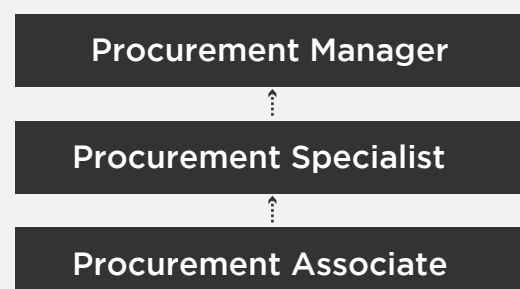 Procurement Manager
Procurement Specialist
Procurement Associate